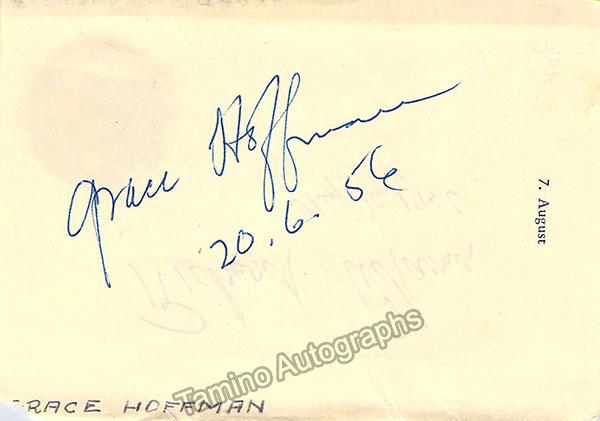 Grace Hoffman
20.6.56
7. August
Tamino Autographs
GRACE HOFFMAN